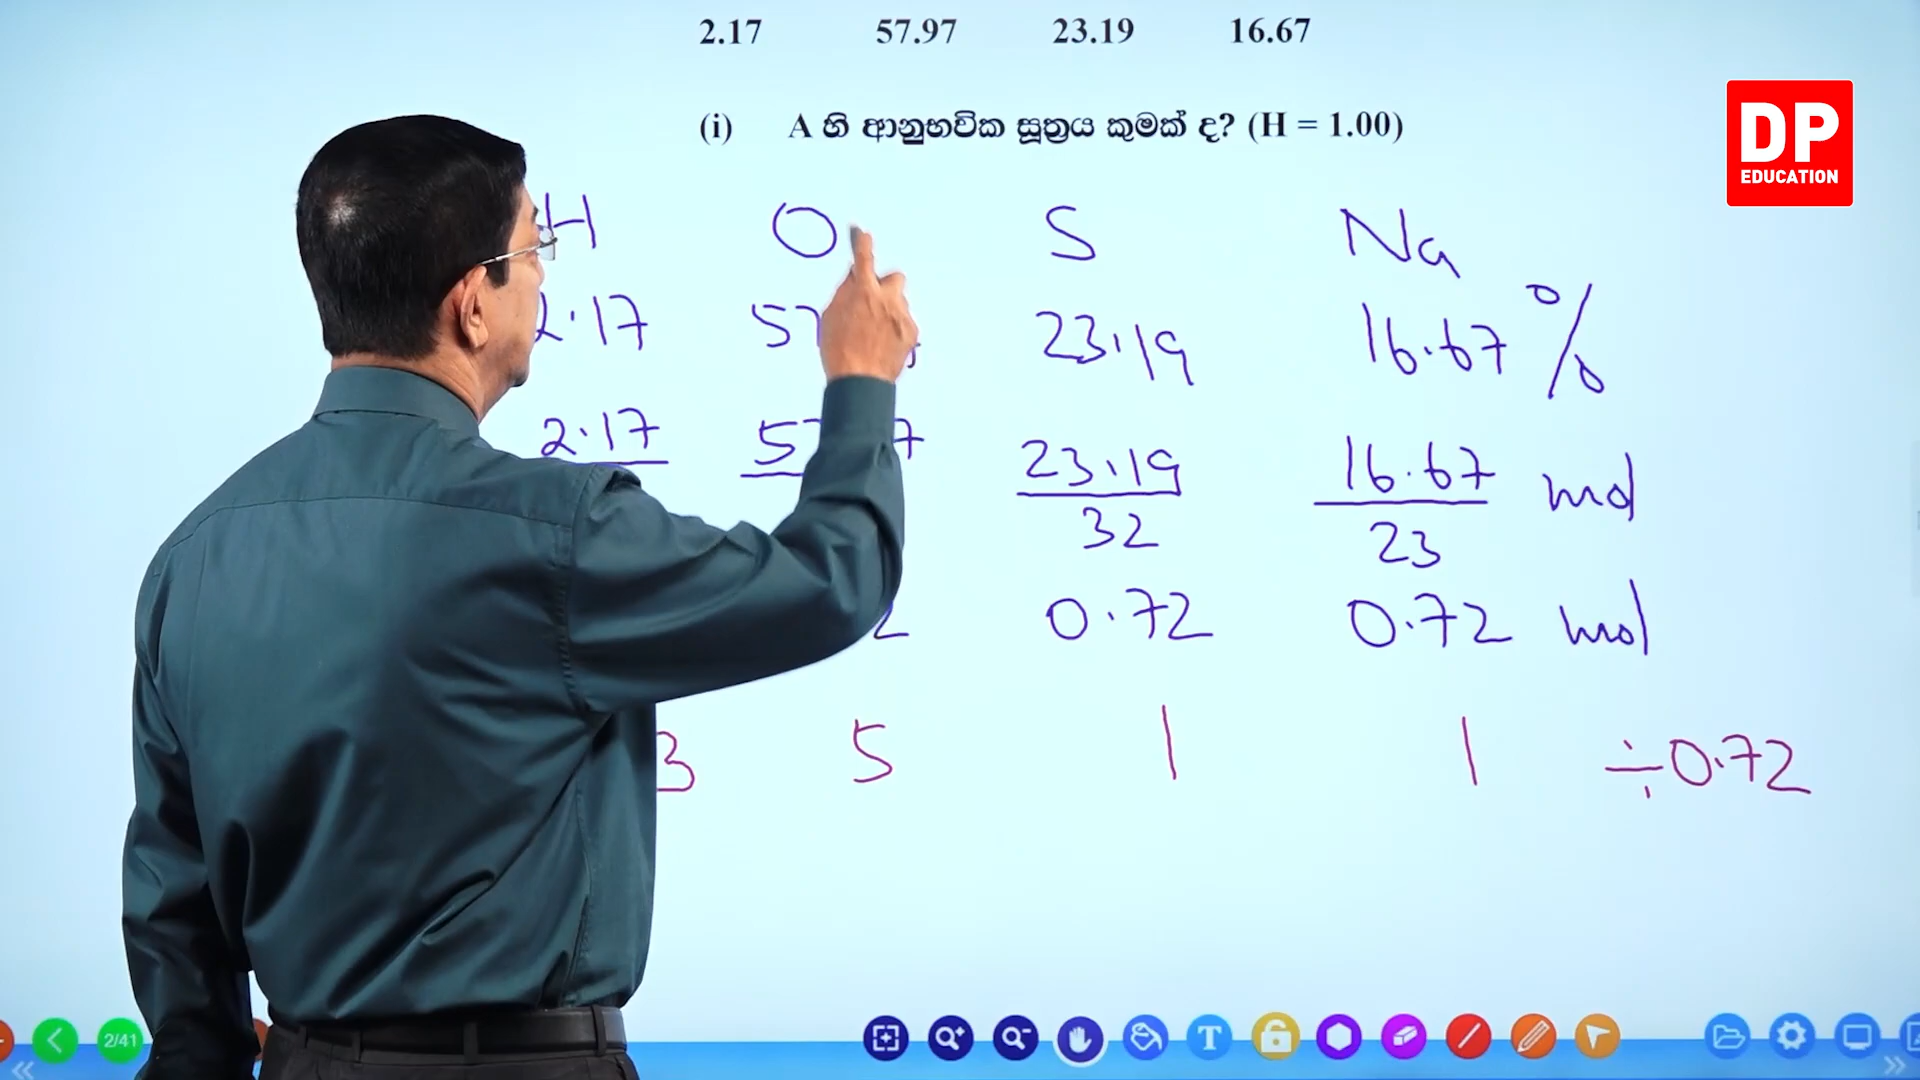 2.17 57.97 23.19 16.67
DP
EDUCATION
(i) A හි ආනුභවික සූත්‍රය කුමක් ද? (H = 1.00)
H O S Na
2.17 23.19 16.67 %
2.17 23.19 16.67 mol
32 23
0.72 0.72 mol
3 5 1 1 ÷0.72
2/41
T